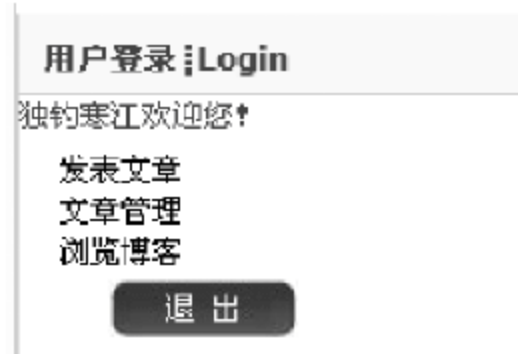 用户登录┇Login
独钓寒江欢迎您!
发表文章
文章管理
浏览博客
退 出